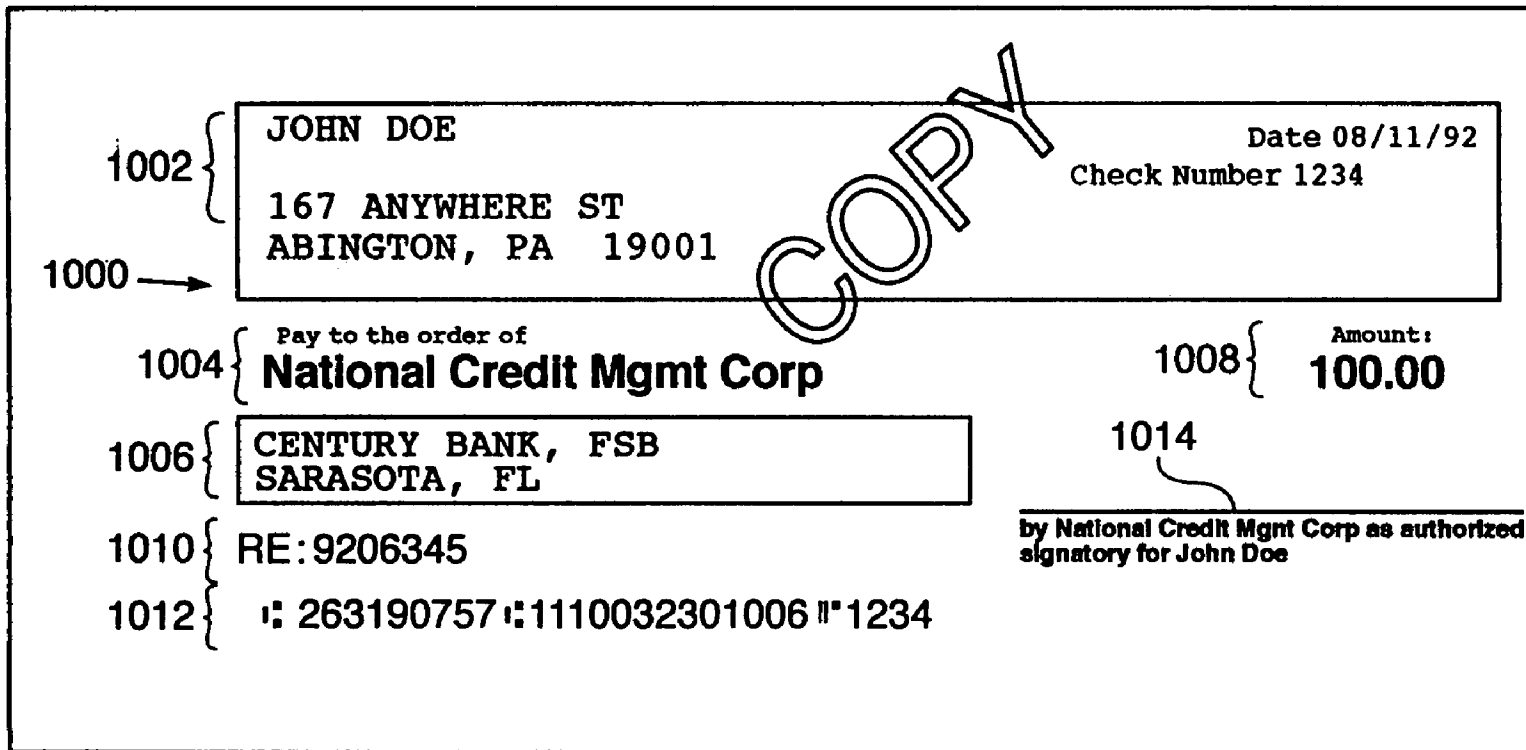 COPY
JOHN DOE
Date 08/11/92
1002
Check Number 1234
167 ANYWHERE ST
ABINGTON, PA 19001
1000
Pay to the order of
Amount:
1004
National Credit Mgmt Corp
1008
100.00
1006
CENTURY BANK, FSB
SARASOTA, FL
1014
by National Credit Mgnt Corp as authorized
signatory for John Doe
1010
RE:9206345
1012
⑆ 263190757⑆1110032301006⑈1234